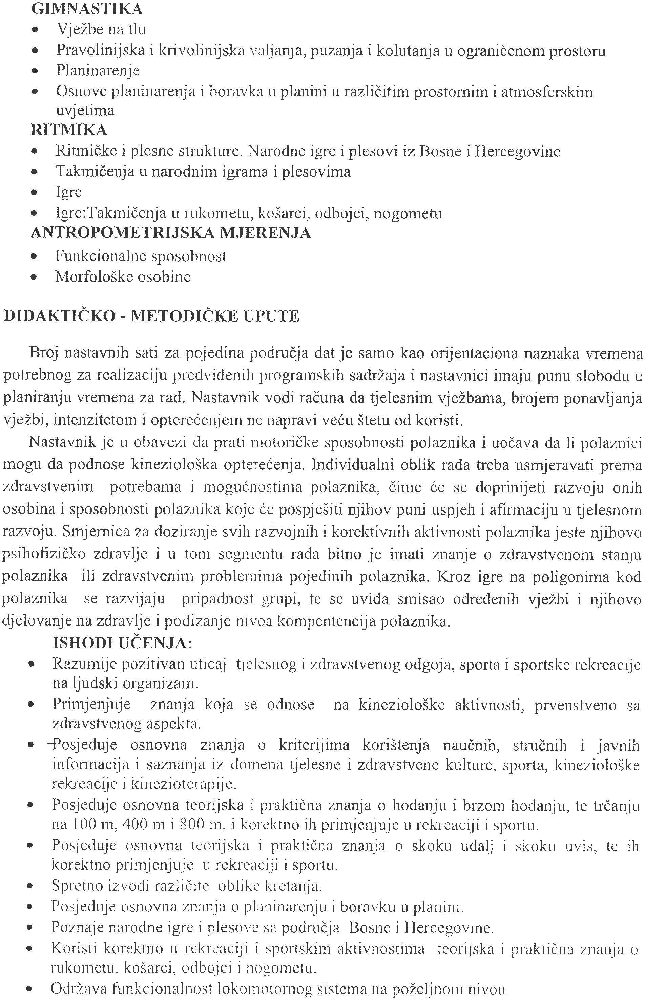 GIMNASTIKA
• Vježbe na tlu
• Pravolinijska i krivolinijska valjanja, puzanja i kolutanja u ograničenom prostoru
• Planinarenje
• Osnove planinarenja i boravka u planini u različitim prostornim i atmosferskim
uvjetima
RITMIKA
• Ritmičke i plesne strukture. Narodne igre i plesovi iz Bosne i Hercegovine
• Takmičenja u narodnim igrama i plesovima
• Igre
• Igre:Takmičenja u rukometu, košarci, odbojci, nogometu
ANTROPOMETRIJSKA MJERENJA
• Funkcionalne sposobnost
• Morfološke osobine
DIDAKTIČKO - METODIČKE UPUTE
Broj nastavnih sati za pojedina područja dat je samo kao orijentaciona naznaka vremena
potrebnog za realizaciju predviđenih programskih sadržaja i nastavnici imaju punu slobodu u
planiranju vremena za rad. Nastavnik vodi računa da tjelesnim vježbama, brojem ponavljanja
vježbi, intenzitetom i opterećenjem ne napravi veću štetu od koristi.
Nastavnik je u obavezi da prati motoričke sposobnosti polaznika i uočava da li polaznici
mogu da podnose kineziološka opterećenja. Individualni oblik rada treba usmjeravati prema
zdravstvenim potrebama i mogućnostima polaznika, čime će se doprinijeti razvoju onih
osobina i sposobnosti polaznika koje će pospješiti njihov puni uspjeh i afirmaciju u tjelesnom
razvoju. Smjernica za doziranje svih razvojnih i korektivnih aktivnosti polaznika jeste njihovo
psihofizičko zdravlje i u tom segmentu rada bitno je imati znanje o zdravstvenom stanju
polaznika ili zdravstvenim problemima pojedinih polaznika. Kroz igre na poligonima kod
polaznika se razvijaju pripadnost grupi, te se uviđa smisao određenih vježbi i njihovo
djelovanje na zdravlje i podizanje nivoa kompentencija polaznika.
ISHODI UČENJA:
• Razumije pozitivan uticaj tjelesnog i zdravstvenog odgoja, sporta i sportske rekreacije
na ljudski organizam.
• Primjenjuje znanja koja se odnose na kineziološke aktivnosti, prvenstveno sa
zdravstvenog aspekta.
• -Posjeduje osnovna znanja o kriterijima korištenja naučnih, stručnih i javnih
informacija i saznanja iz domena tjelesne i zdravstvene kulture, sporta, kineziološke
rekreacije i kinezioterapije.
• Posjeduje osnovna teorijska i praktična znanja o hodanju i brzom hodanju, te trčanju
na 100 m, 400 m i 800 m, i korektno ih primjenjuje u rekreaciji i sportu.
• Posjeduje osnovna teorijska i praktična znanja o skoku udalj i skoku uvis, te ih
korektno primjenjuje u rekreaciji i sportu.
• Spretno izvodi različite oblike kretanja.
• Posjeduje osnovna znanja o planinarenju i boravku u planini.
• Poznaje narodne igre i plesove sa područja Bosne i Hercegovine.
• Koristi korektno u rekreaciji i sportskim aktivnostima teorijska i praktična znanja o
rukometu, košarci, odbojci i nogometu.
• Održava funkcionalnost lokomotornog sistema na poželjnom nivou.